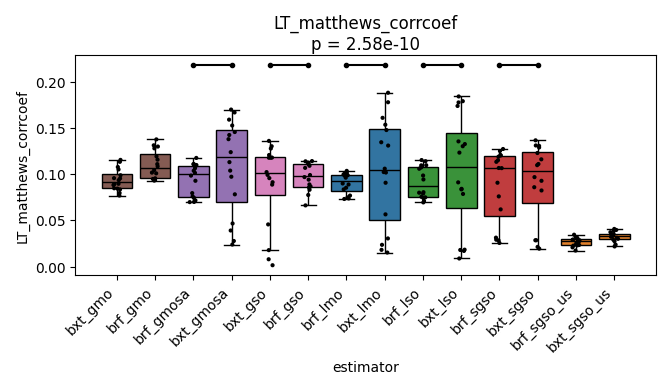 LT_matthews_corrcoef
p = 2.58e-10
LT_matthews_corrcoef
0.20
0.15
0.10
0.05
0.00
bxt_gmo
brf_gmo
brf_gmosa
bxt_gmosa
bxt_gso
brf_gso
brf_lmo
bxt_lmo
brf_lso
bxt_lso
brf_sgso
bxt_sgso
brf_sgso_us
bxt_sgso_us
estimator